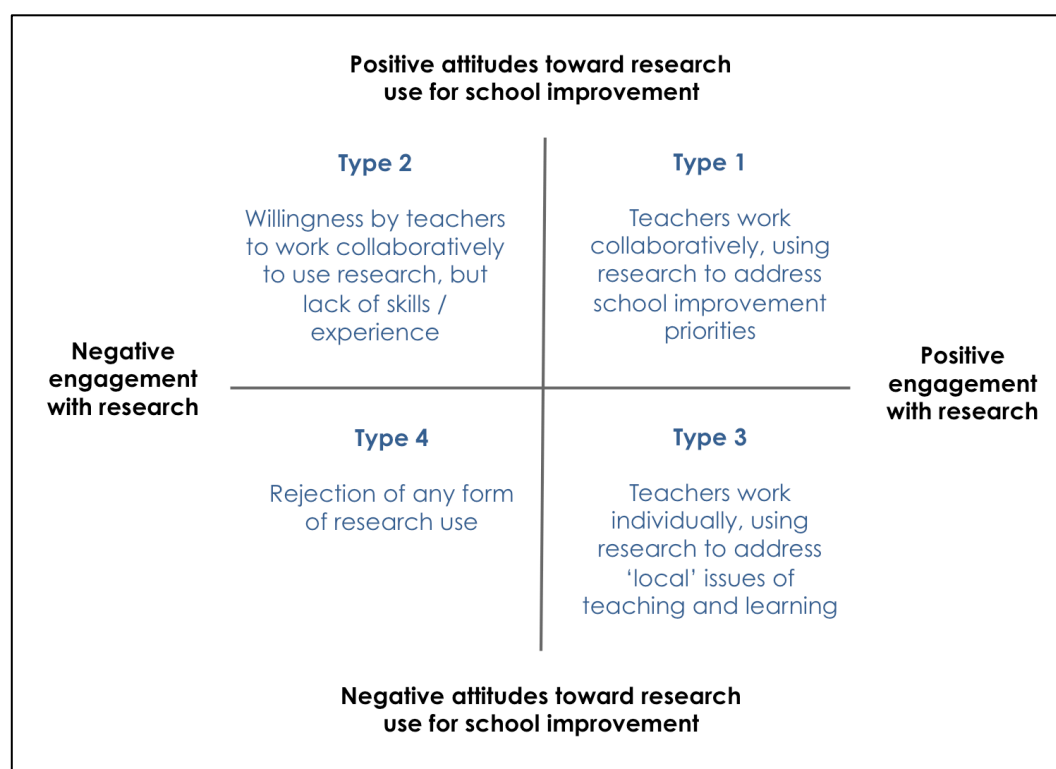 Positive attitudes toward research
use for school improvement
Type 2
Willingness by teachers
to work collaboratively
to use research, but
lack of skills /
experience
Type 1
Teachers work
collaboratively, using
research to address
school improvement
priorities
Negative
engagement
with research
Positive
engagement
with research
Type 4
Rejection of any form
of research use
Type 3
Teachers work
individually, using
research to address
‘local’ issues of
teaching and learning
Negative attitudes toward research
use for school improvement